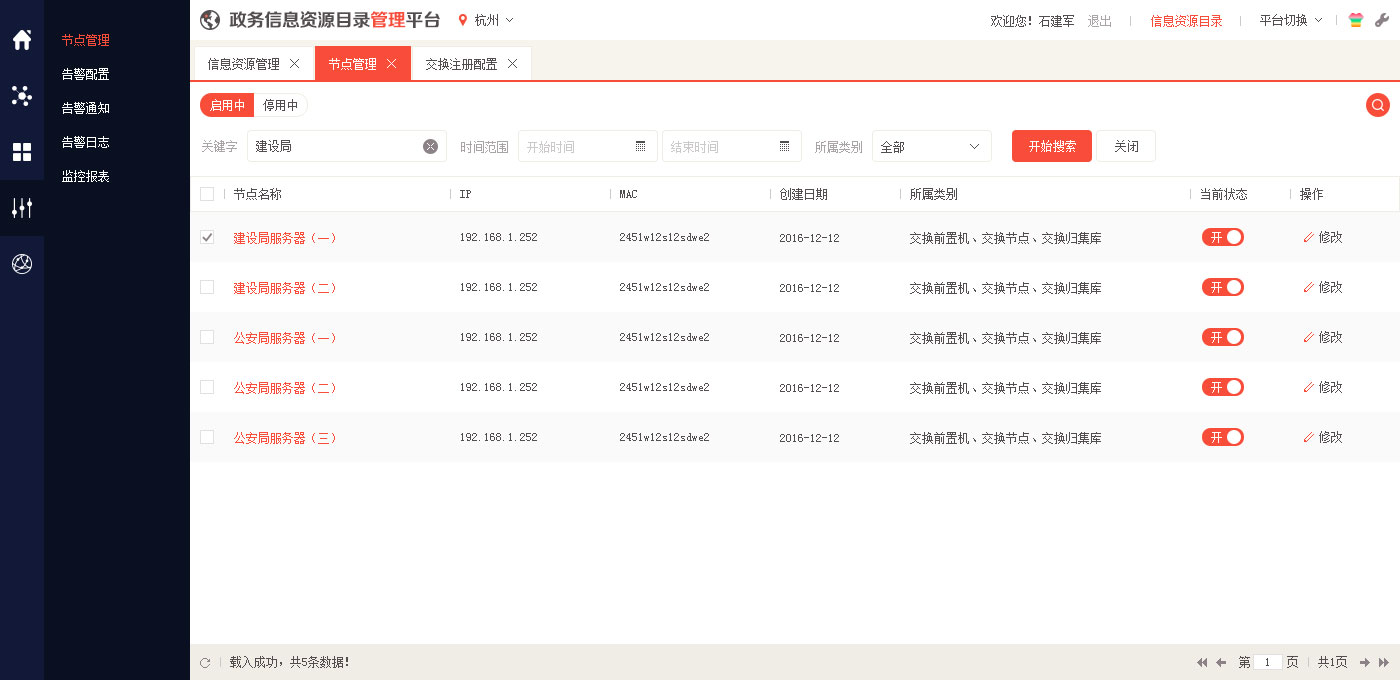 政务信息资源目录管理平台 杭州 欢迎您！石建军 退出 信息资源目录 平台切换
节点管理
告警配置
告警通知
告警日志
监控报表
信息资源管理 节点管理 交换注册配置
启用中 停用中
关键字 建设局 时间范围 开始时间 结束时间 所属类别 全部 开始搜索 关闭
节点名称 IP MAC 创建日期 所属类别 当前状态 操作
建设局服务器（一） 192.168.1.252 2451w12s12sdwe2 2016-12-12 交换前置机、交换节点、交换归集库 开 修改
建设局服务器（二） 192.168.1.252 2451w12s12sdwe2 2016-12-12 交换前置机、交换节点、交换归集库 开 修改
公安局服务器（一） 192.168.1.252 2451w12s12sdwe2 2016-12-12 交换前置机、交换节点、交换归集库 开 修改
公安局服务器（二） 192.168.1.252 2451w12s12sdwe2 2016-12-12 交换前置机、交换节点、交换归集库 开 修改
公安局服务器（三） 192.168.1.252 2451w12s12sdwe2 2016-12-12 交换前置机、交换节点、交换归集库 开 修改
载入成功，共5条数据！ 第 1 页 共1页